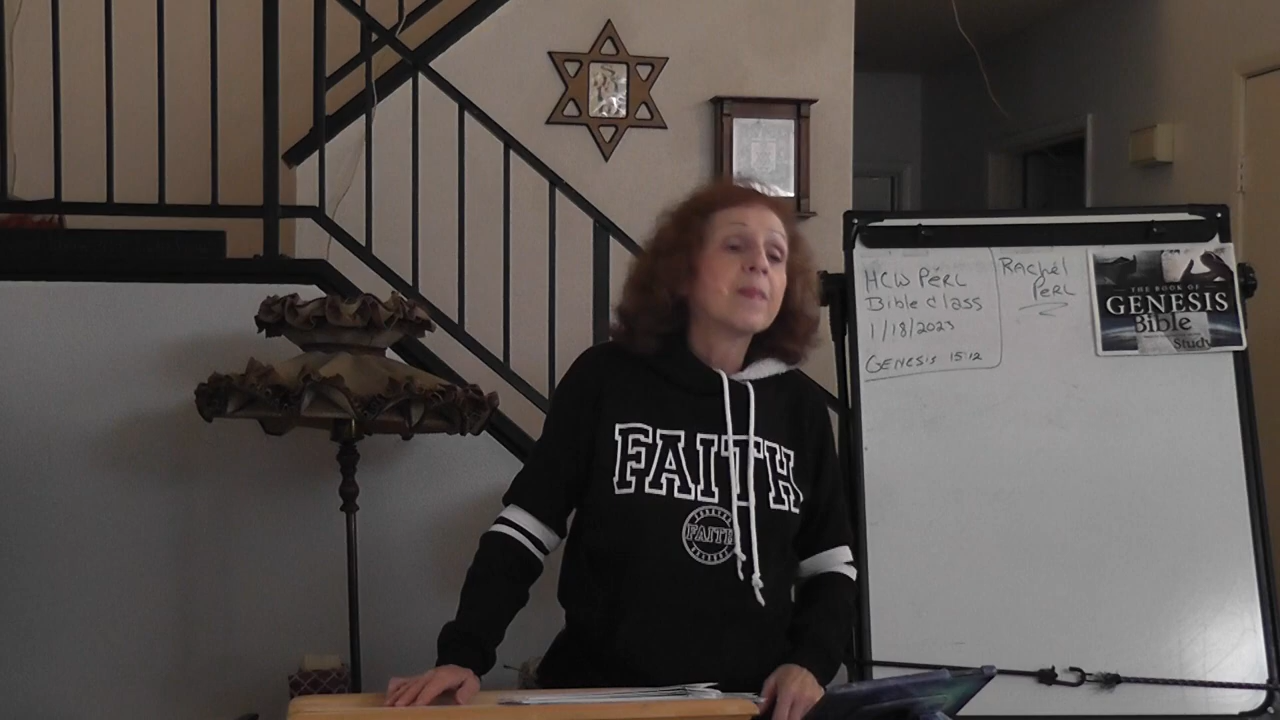 HCW Perl
Bible Class
1/18/2023
Genesis 15:12
Rachel
Perl
THE BOOK OF
GENESIS
Bible
Study
FAITH
FAITH